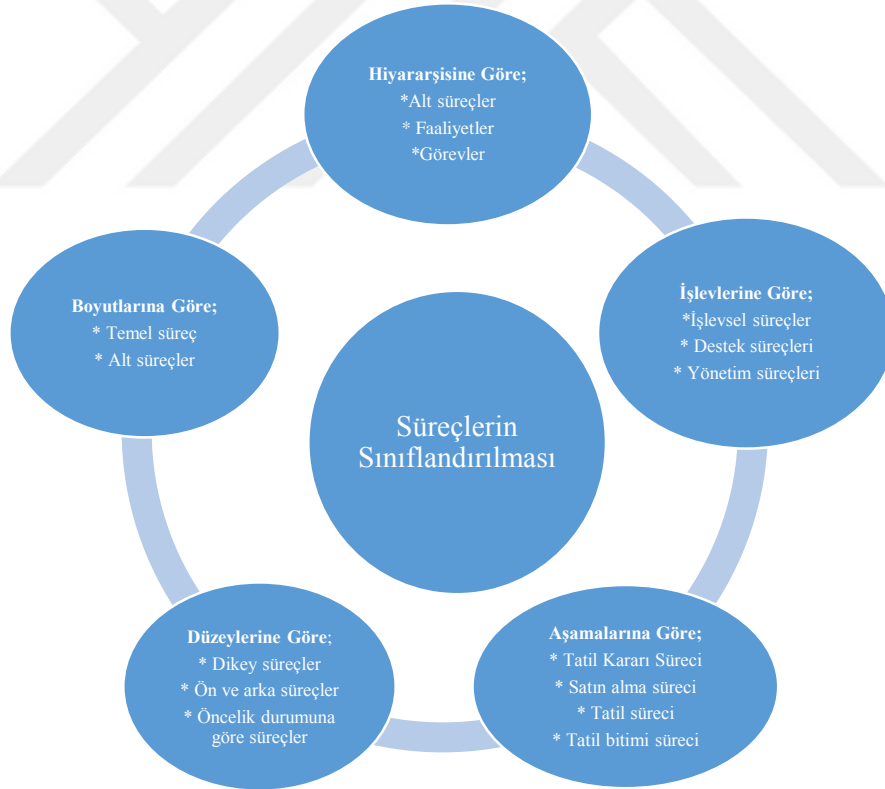 Hiyararşisine Göre;
*Alt süreçler
* Faaliyetler
*Görevler
İşlevlerine Göre;
*İşlevsel süreçler
* Destek süreçleri
* Yönetim süreçleri
Boyutlarına Göre;
* Temel süreç
* Alt süreçler
Süreçlerin
Sınıflandırılması
Düzeylerine Göre;
* Dikey süreçler
* Ön ve arka süreçler
* Öncelik durumuna
göre süreçler
Aşamalarına Göre;
* Tatil Kararı Süreci
* Satın alma süreci
* Tatil süreci
* Tatil bitimi süreci